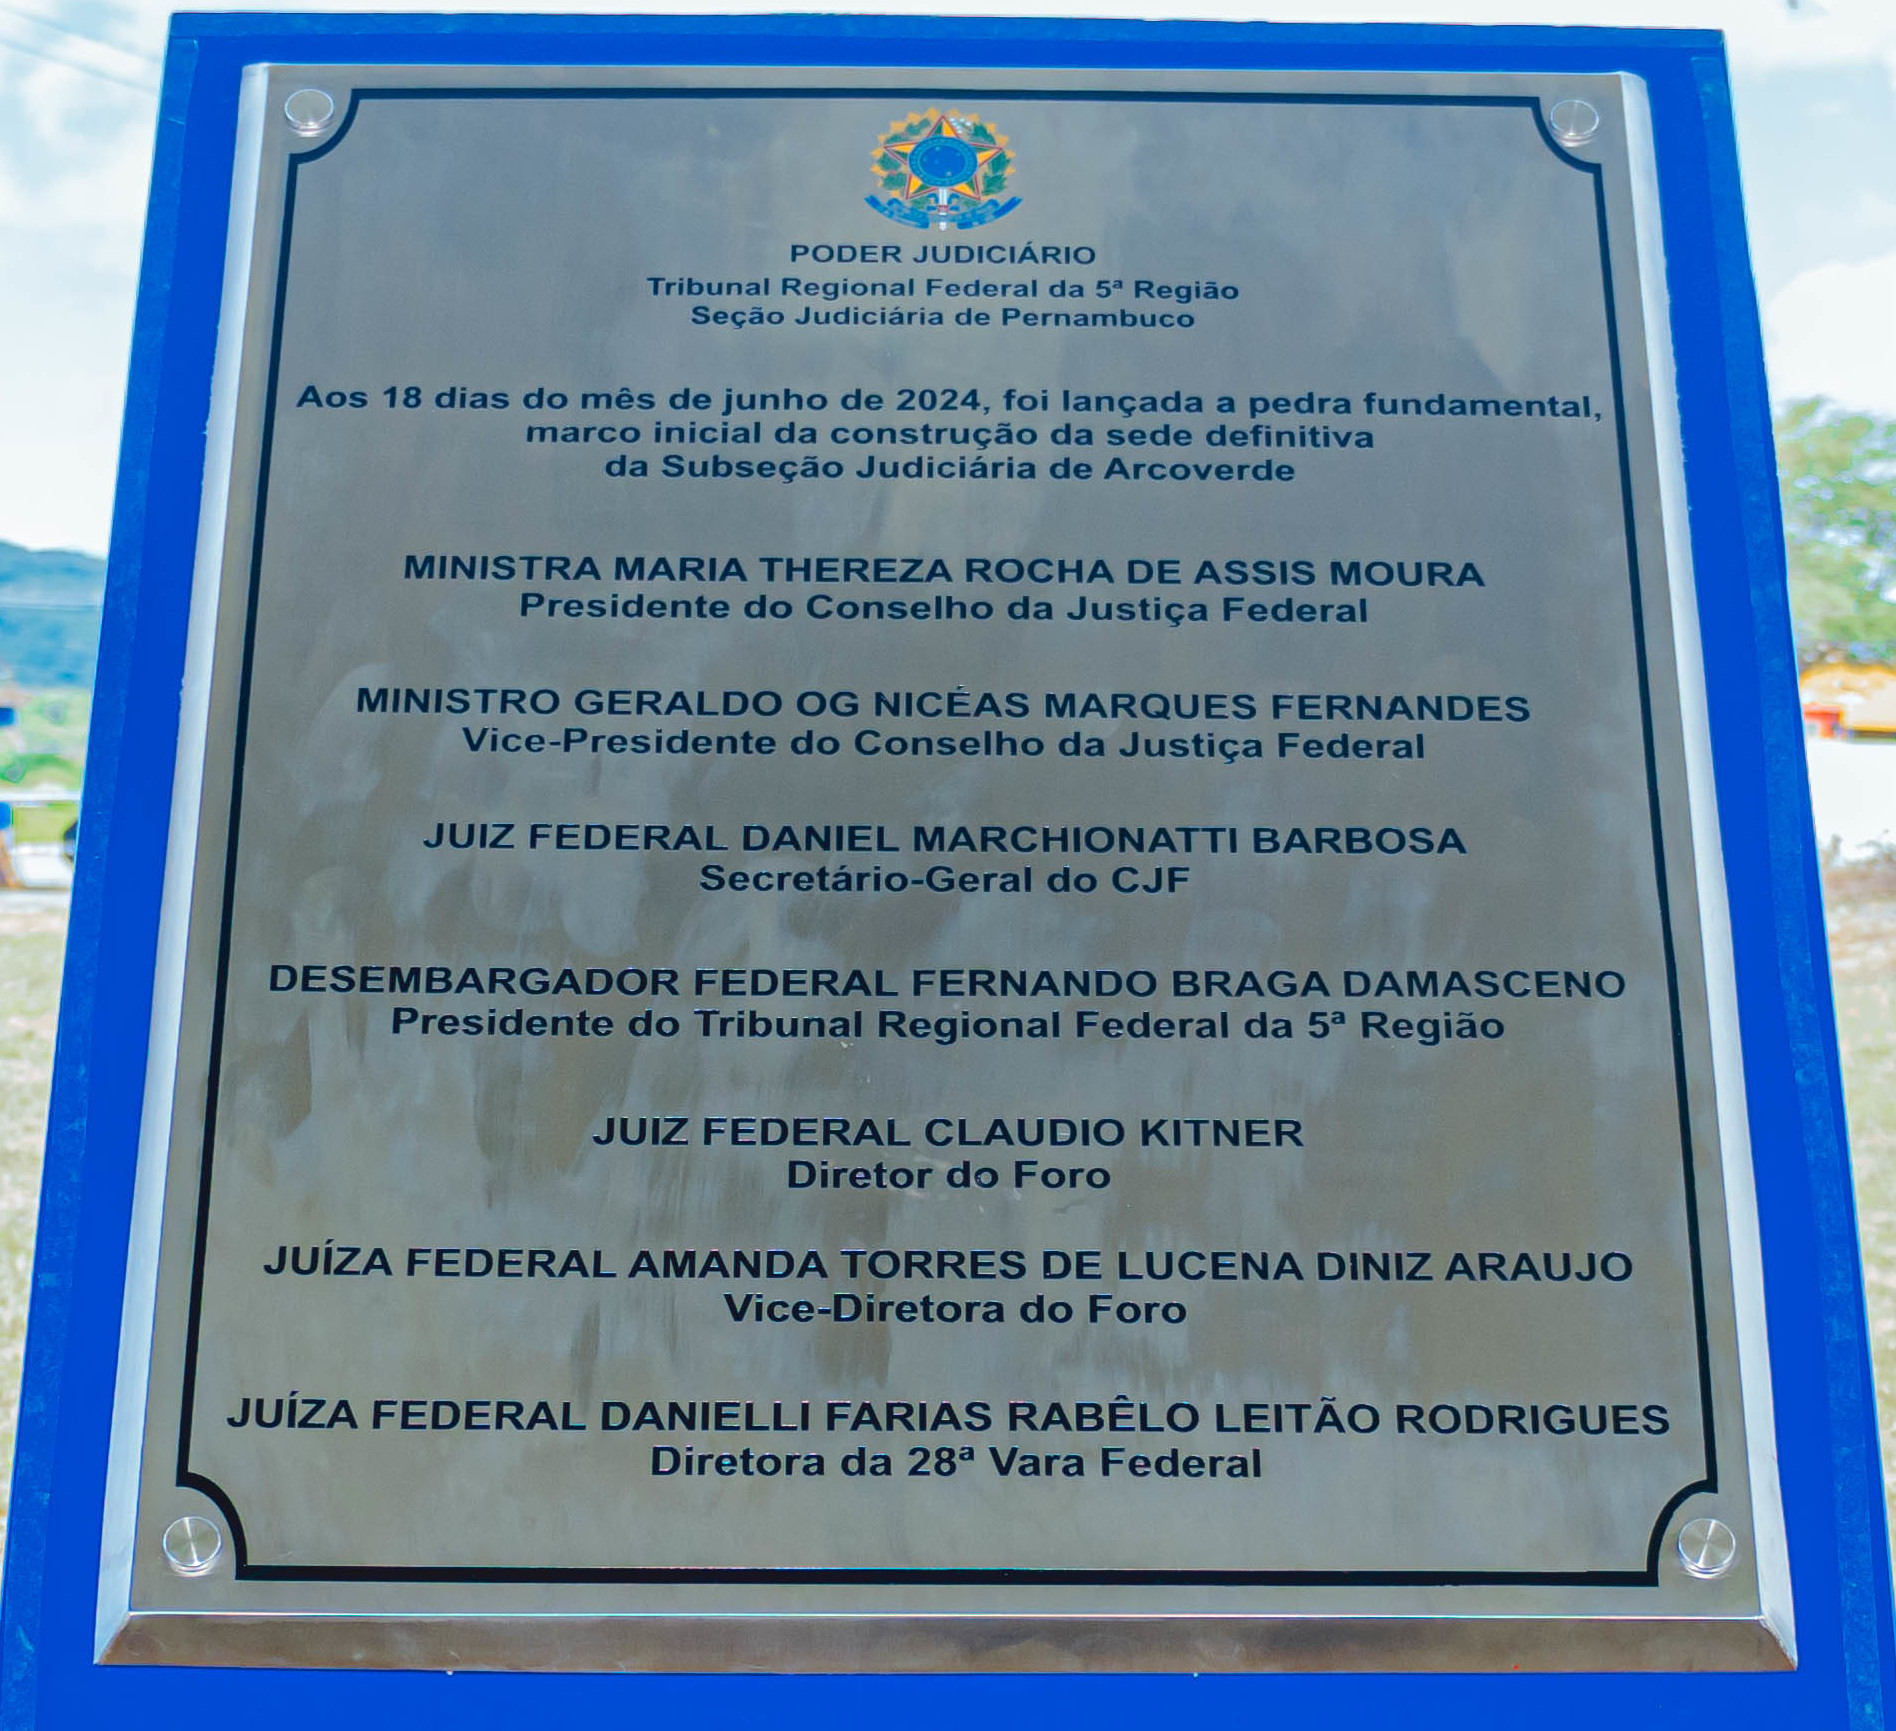 PODER JUDICIÁRIO
Tribunal Regional Federal da 5ª Região
Seção Judiciária de Pernambuco
Aos 18 dias do mês de junho de 2024, foi lançada a pedra fundamental,
marco inicial da construção da sede definitiva
da Subseção Judiciária de Arcoverde
MINISTRA MARIA THEREZA ROCHA DE ASSIS MOURA
Presidente do Conselho da Justiça Federal
MINISTRO GERALDO OG NICÉAS MARQUES FERNANDES
Vice-Presidente do Conselho da Justiça Federal
JUIZ FEDERAL DANIEL MARCHIONATTI BARBOSA
Secretário-Geral do CJF
DESEMBARGADOR FEDERAL FERNANDO BRAGA DAMASCENO
Presidente do Tribunal Regional Federal da 5ª Região
JUIZ FEDERAL CLAUDIO KITNER
Diretor do Foro
JUÍZA FEDERAL AMANDA TORRES DE LUCENA DINIZ ARAUJO
Vice-Diretora do Foro
JUÍZA FEDERAL DANIELLI FARIAS RABÊLO LEITÃO RODRIGUES
Diretora da 28ª Vara Federal